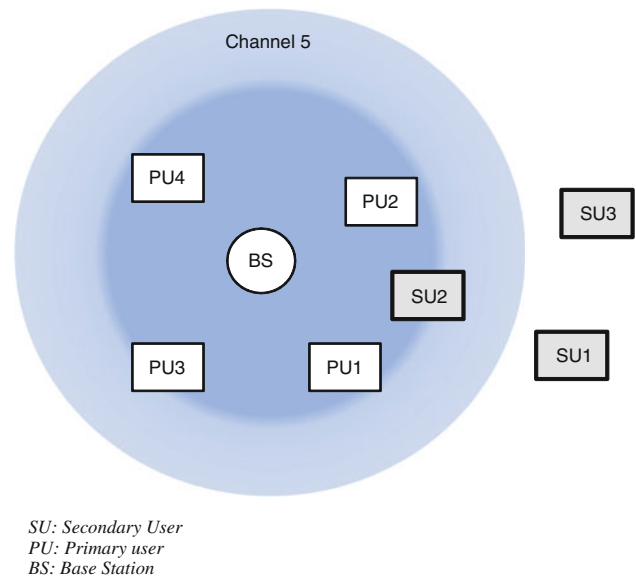 Channel 5
PU4
PU2
SU3
BS
SU2
PU3
PU1
SU1
SU: Secondary User
PU: Primary user
BS: Base Station